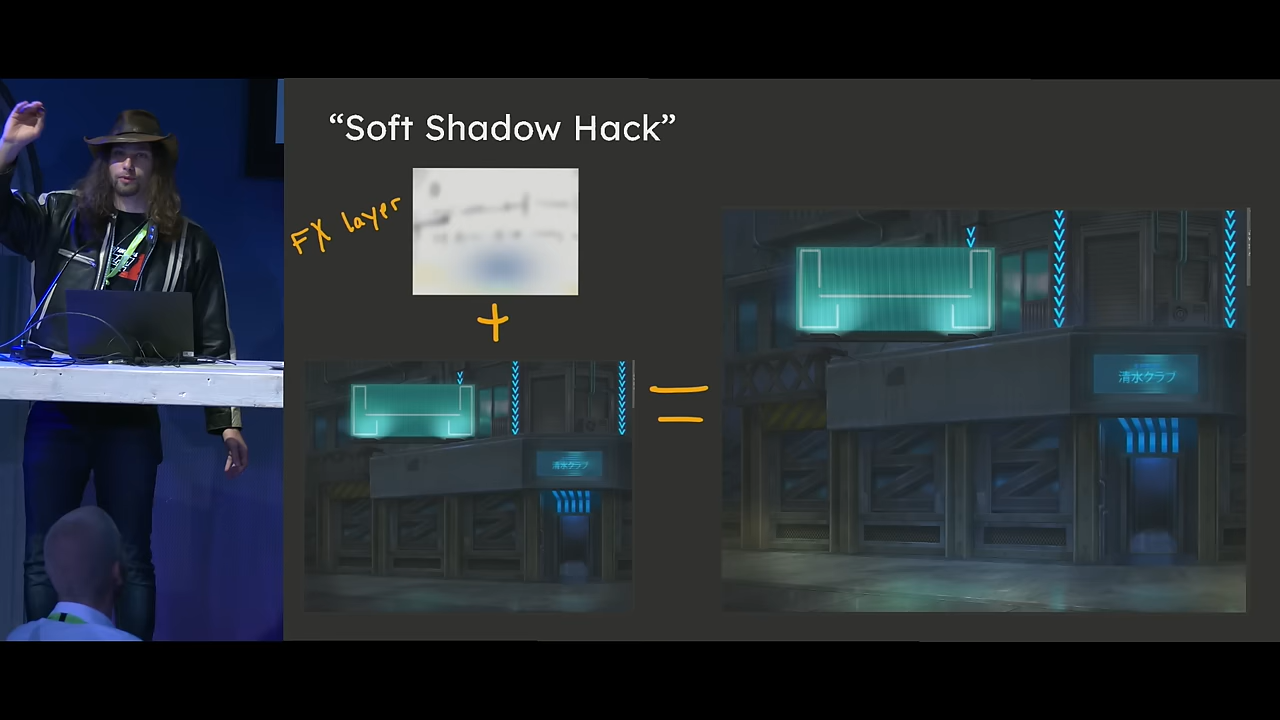 “Soft Shadow Hack”
FX layer
+
=
清水クラブ
清水クラブ